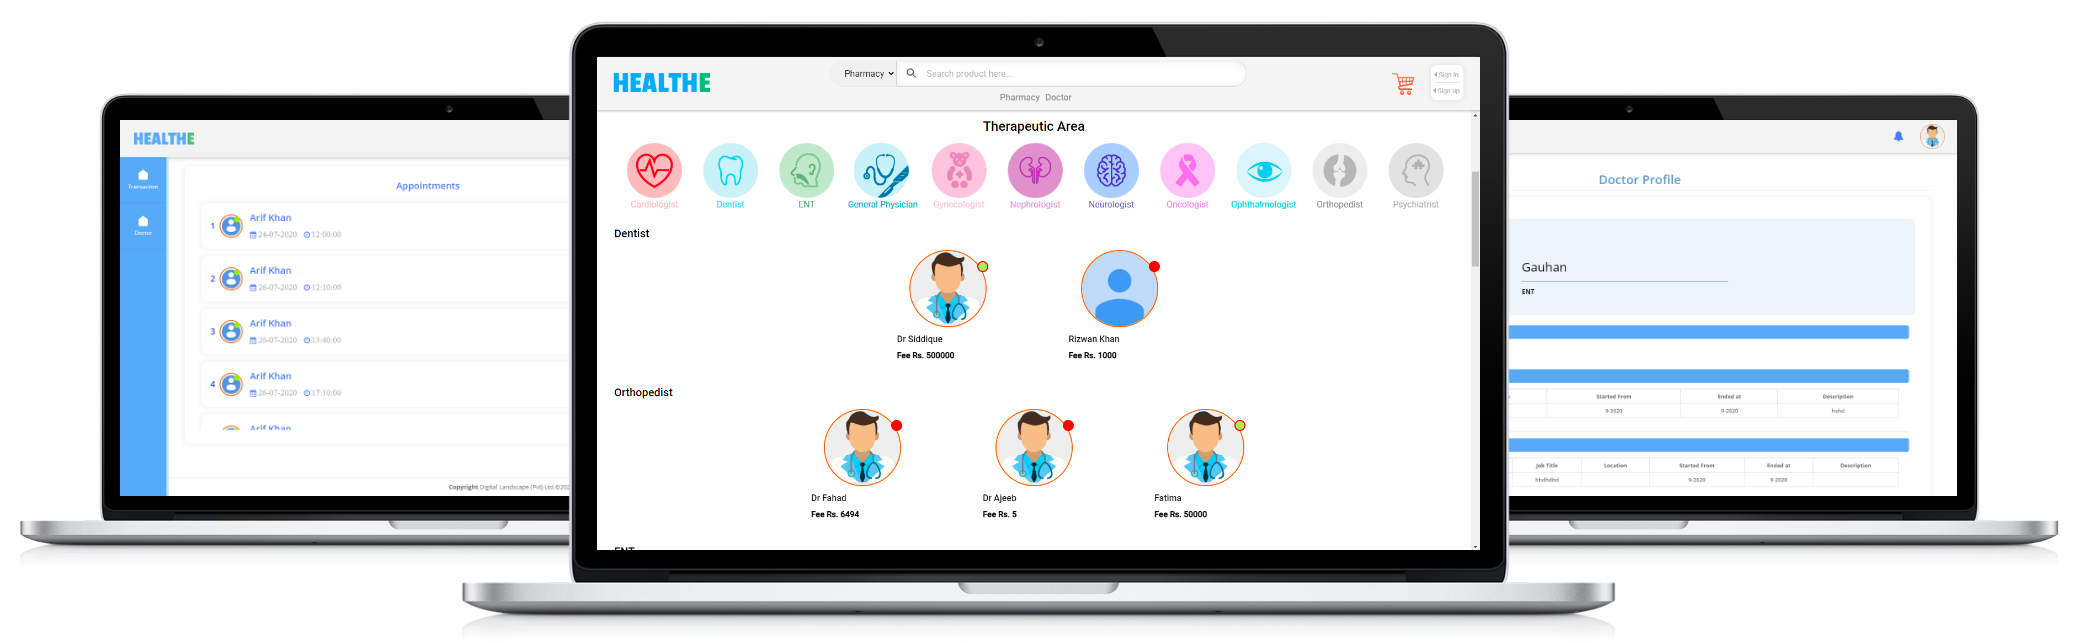 HEALTHE
Transaction
Doctor
Appointments
1 Arif Khan
24-07-2020 12:00:00
2 Arif Khan
26-07-2020 12:10:00
3 Arif Khan
26-07-2020 13:40:00
4 Arif Khan
26-07-2020 17:10:00
Arif Khan
Copyright Digital Landscape (Pvt) Ltd.©202
HEALTHE
Pharmacy
Search product here...
Sign in
Sign up
Pharmacy Doctor
Therapeutic Area
Cardiologist Dentist ENT General Physician Gynecologist Nephrologist Neurologist Oncologist Ophthalmologist Orthopedist Psychiatrist
Dentist
Dr Siddique Rizwan Khan
Fee Rs. 500000 Fee Rs. 1000
Orthopedist
Dr Fahad Dr Ajeeb Fatima
Fee Rs. 6494 Fee Rs. 5 Fee Rs. 50000
ENT
Doctor Profile
Gauhan
ENT
Started From Ended at Description
9-2020 9-2020 hshd
Job Title Location Started From Ended at Description
hhdhdhd 9-2020 9-2020